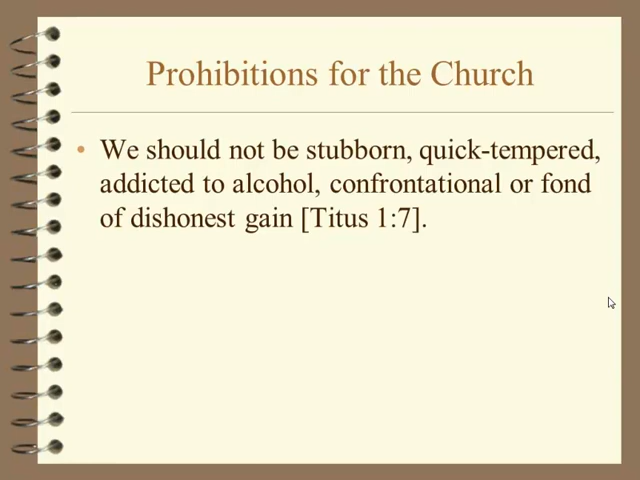 Prohibitions for the Church
• We should not be stubborn, quick-tempered,
addicted to alcohol, confrontational or fond
of dishonest gain [Titus 1:7].